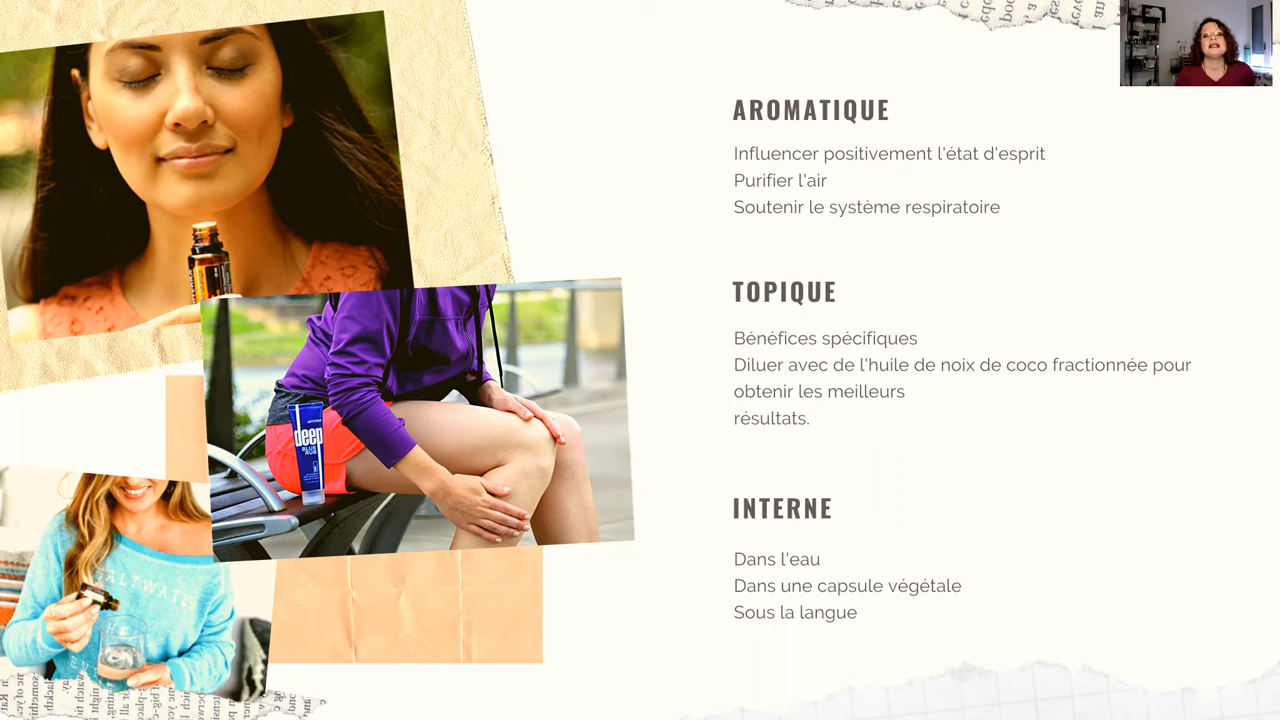 AROMATIQUE
Influencer positivement l'état d'esprit
Purifier l'air
Soutenir le système respiratoire
TOPIQUE
Bénéfices spécifiques
Diluer avec de l'huile de noix de coco fractionnée pour
obtenir les meilleurs
résultats.
INTERNE
Dans l'eau
Dans une capsule végétale
Sous la langue
deep
BLUE
RUB